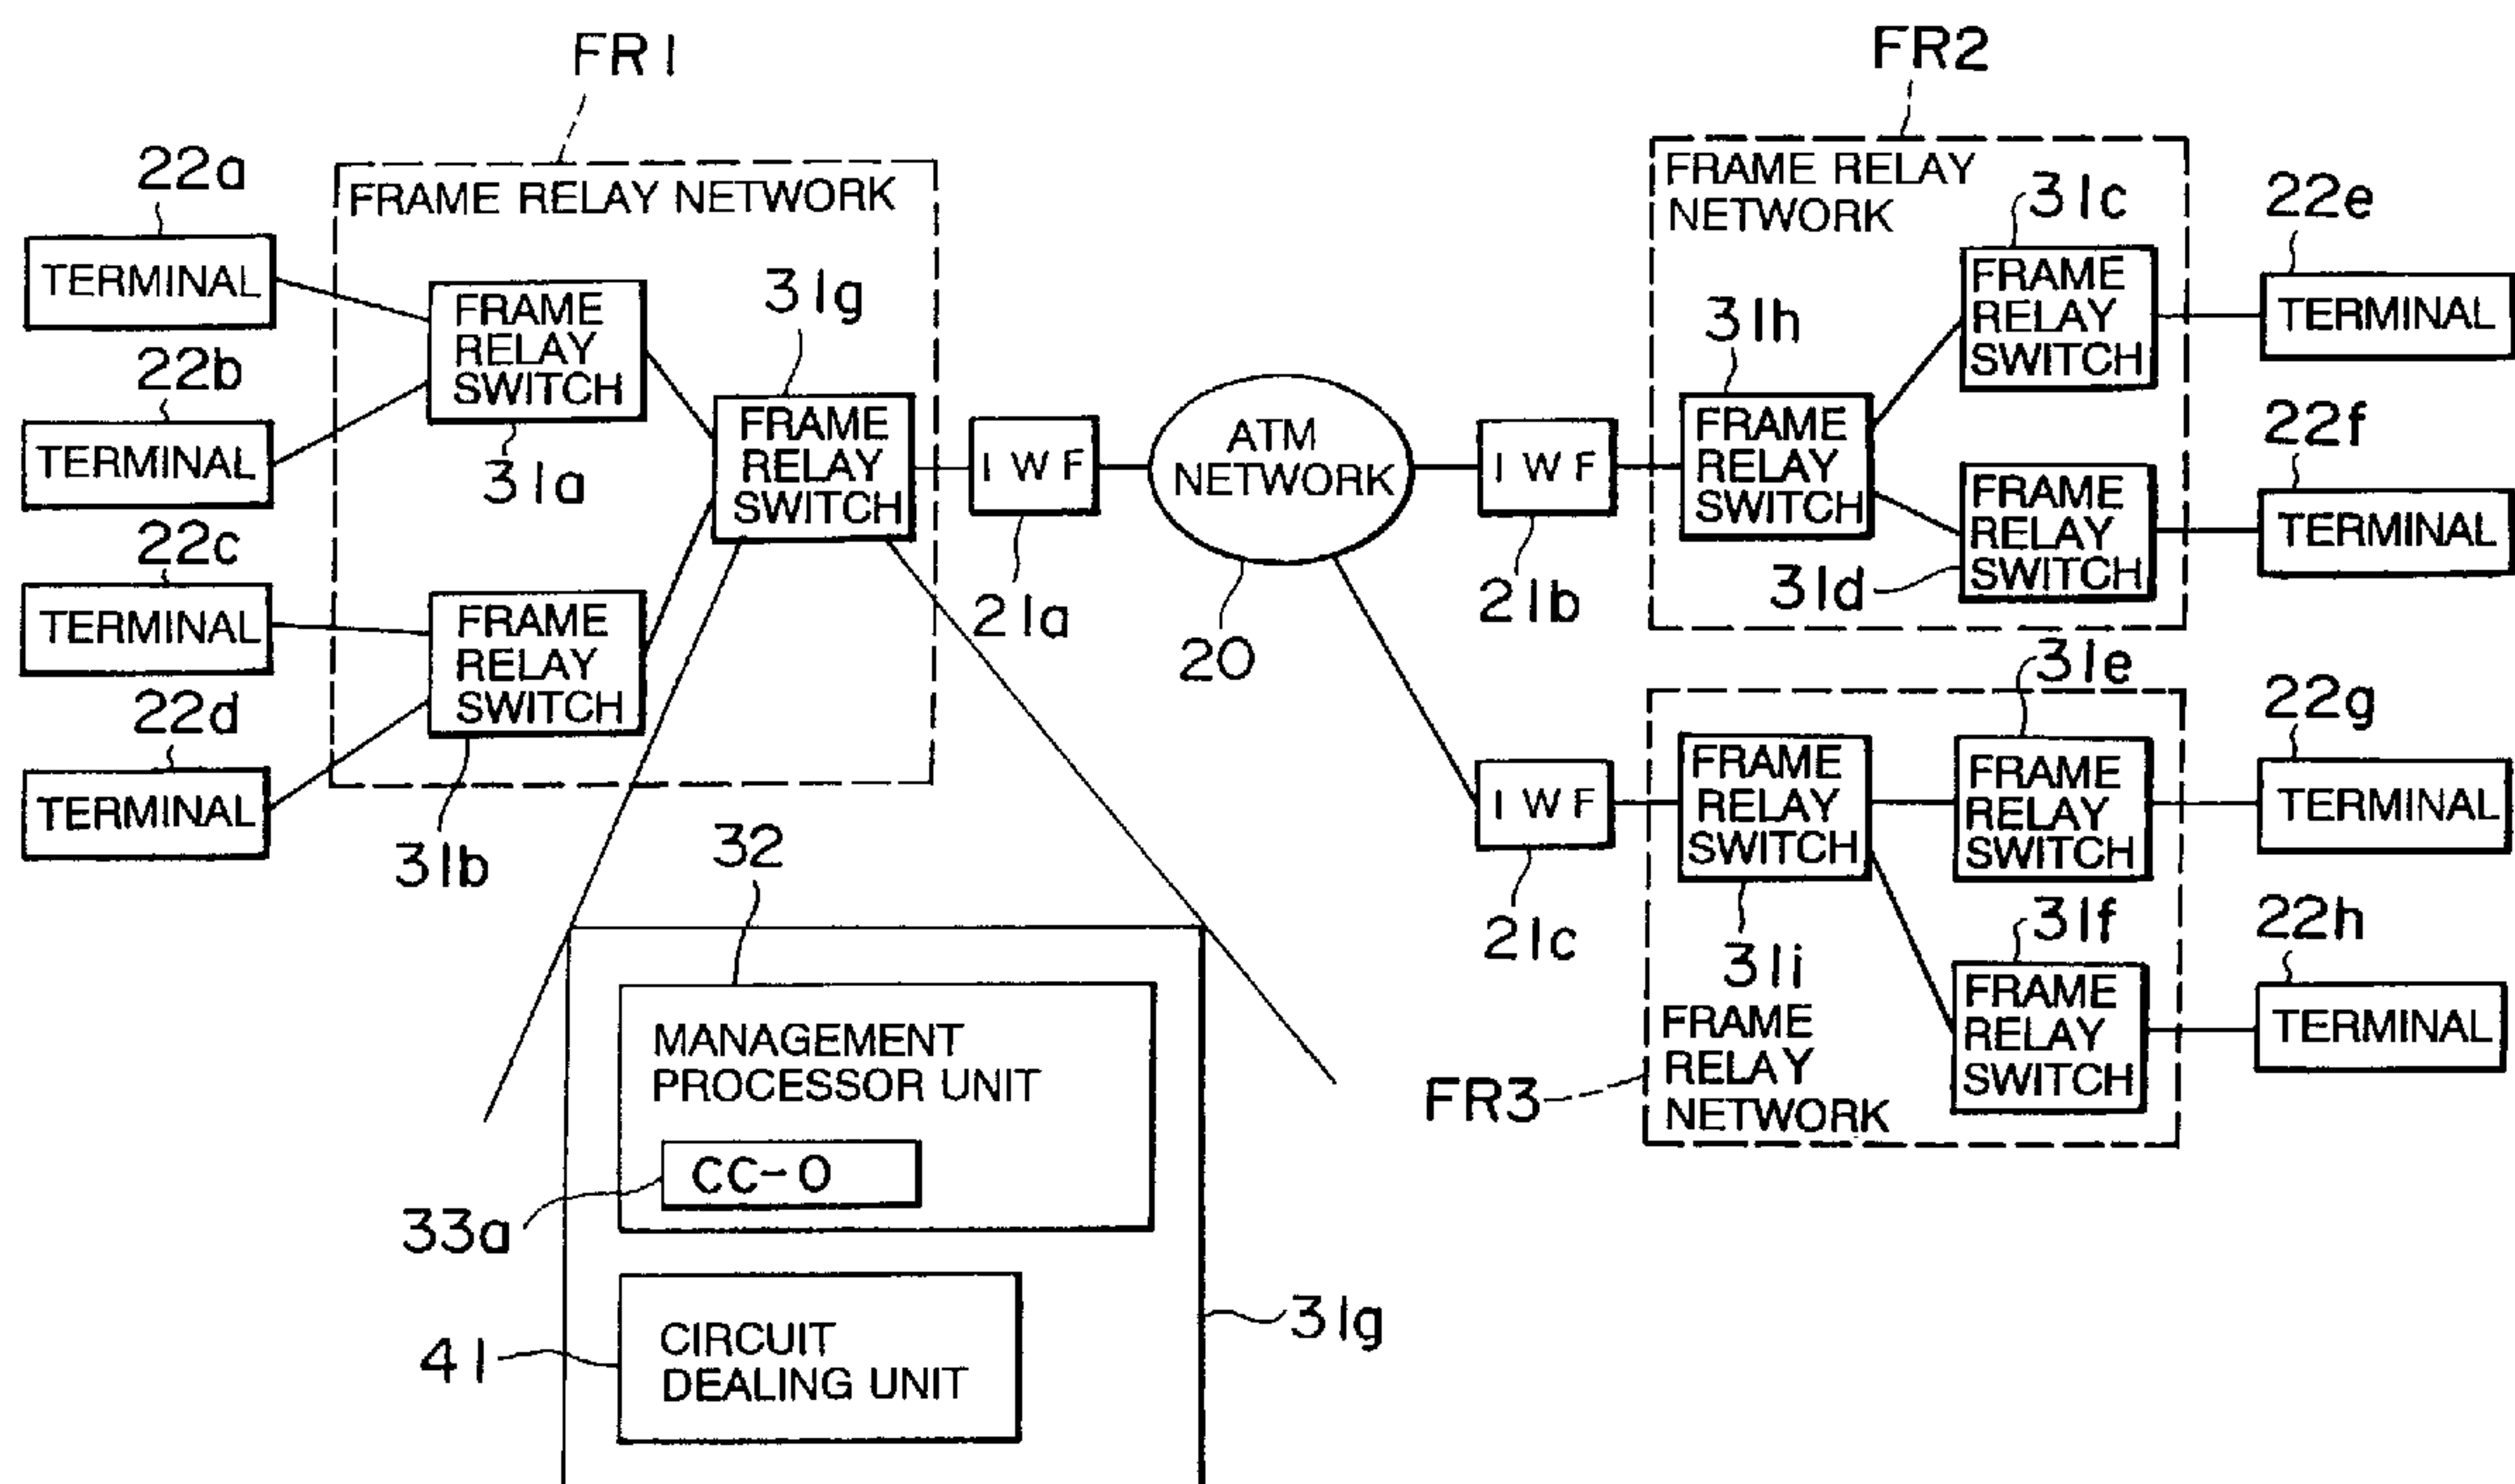 FR1
FR2
22a
TERMINAL
22b
TERMINAL
22c
TERMINAL
22d
TERMINAL
FRAME RELAY NETWORK
FRAME
RELAY
SWITCH
31a
FRAME
RELAY
SWITCH
31b
31g
FRAME
RELAY
SWITCH
IWF
21a
ATM
NETWORK
20
IWF
21b
FRAME RELAY
NETWORK
31h
FRAME
RELAY
SWITCH
31c
FRAME
RELAY
SWITCH
31d
FRAME
RELAY
SWITCH
22e
TERMINAL
22f
TERMINAL
IWF
21c
FRAME
RELAY
SWITCH
31i
31e
FRAME
RELAY
SWITCH
31f
FRAME
RELAY
SWITCH
FR3
FRAME
RELAY
NETWORK
22g
TERMINAL
22h
TERMINAL
32
MANAGEMENT
PROCESSOR UNIT
CC-0
33a
41
CIRCUIT
DEALING UNIT
31g